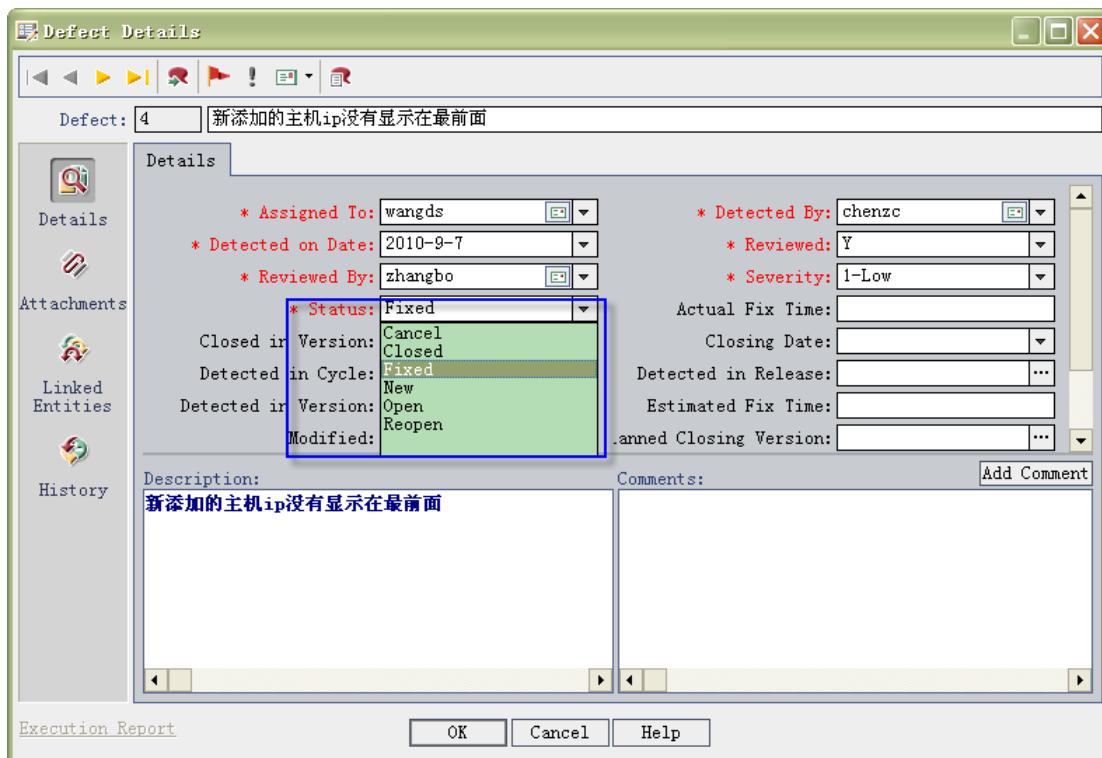 Defect Details
Defect: 4 新添加的主机ip没有显示在最前面
Details
Details
Attachments
Linked
Entities
History
* Assigned To: wangds
* Detected By: chenzc
* Detected on Date: 2010-9-7
* Reviewed: Y
* Reviewed By: zhangbo
* Severity: 1-Low
* Status: Fixed
Actual Fix Time:
Closed in Version:
Closing Date:
Detected in Cycle:
Detected in Release:
Detected in Version:
Estimated Fix Time:
Modified:
anned Closing Version:
Cancel
Closed
Fixed
New
Open
Reopen
Description:
新添加的主机ip没有显示在最前面
Comments:
Add Comment
Execution Report
OK
Cancel
Help